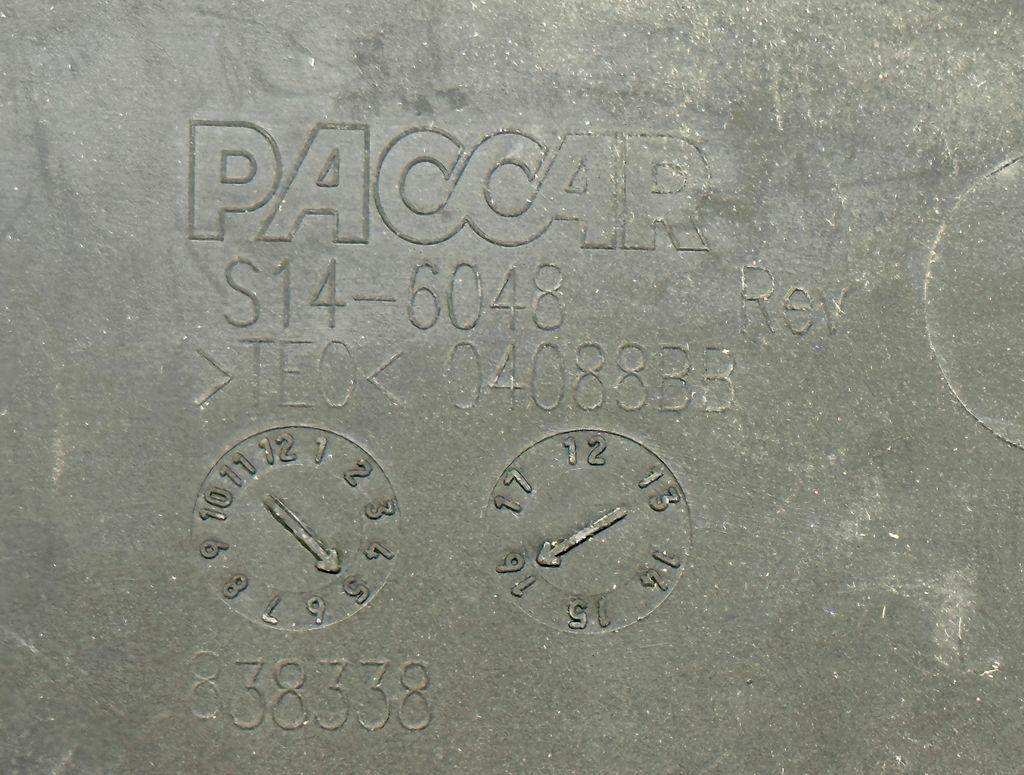 PACCAR
S14-6048 Rev
>TEO< 04088BB
12 1 2 3 4 5 6 7 8 9 10 11
12 13 14 15 16 17
838338